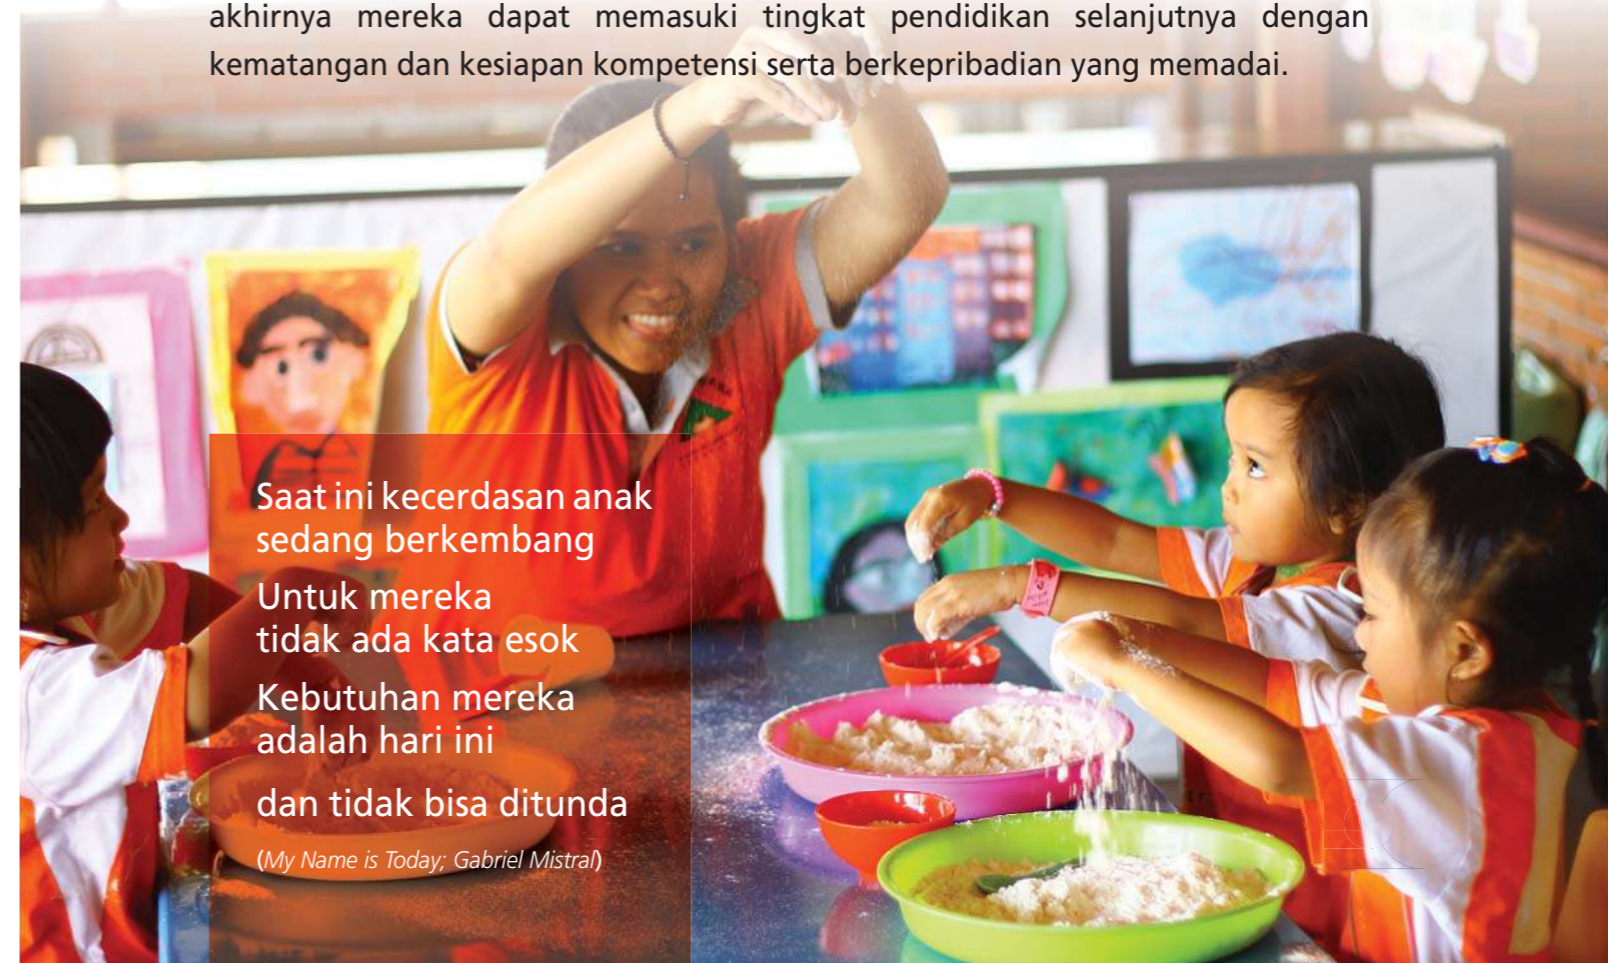 akhirnya mereka dapat memasuki tingkat pendidikan selanjutnya dengan
kematangan dan kesiapan kompetensi serta berkepribadian yang memadai.
Saat ini kecerdasan anak
sedang berkembang
Untuk mereka
tidak ada kata esok
Kebutuhan mereka
adalah hari ini
dan tidak bisa ditunda
(My Name is Today; Gabriel Mistral)